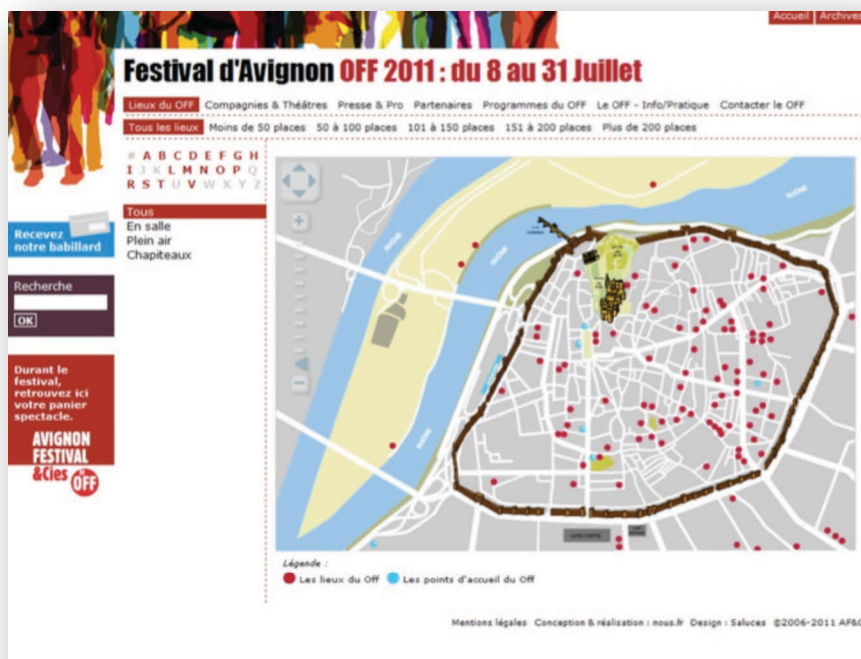 Accueil Archives
Festival d'Avignon OFF 2011 : du 8 au 31 Juillet
Lieux du OFF Compagnies & Théâtres Presse & Pro Partenaires Programmes du OFF Le OFF - Info/Pratique Contacter le OFF
Tous les lieux Moins de 50 places 50 à 100 places 101 à 150 places 151 à 200 places Plus de 200 places
# A B C D E F G H
I J K L M N O P Q
R S T U V W X Y Z
Tous
En salle
Plein air
Chapiteaux
Recevez
notre babillard
Recherche
OK
Durant le
festival,
retrouvez ici
votre panier
spectacle.
AVIGNON
FESTIVAL
&Cies OFF
RHÔNE
RHÔNE
RHÔNE
RHÔNE
Légende :
Les lieux du Off Les points d'accueil du Off
Mentions légales Conception & réalisation : nous.fr Design : Saluces ©2006-2011 AF&C